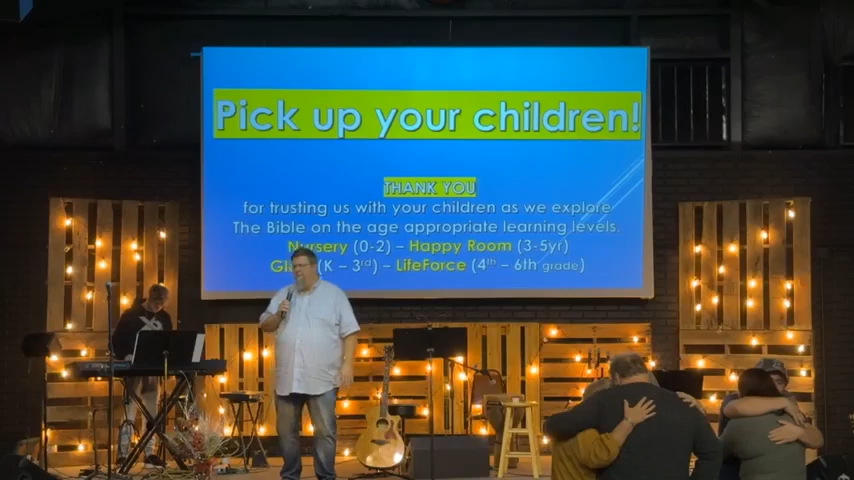 Pick up your children!
THANK YOU
for trusting us with your children as we explore
The Bible on the age appropriate learning levels.
Nursery (0-2) – Happy Room (3-5yr)
(K – 3rd) – LifeForce (4th – 6th grade)